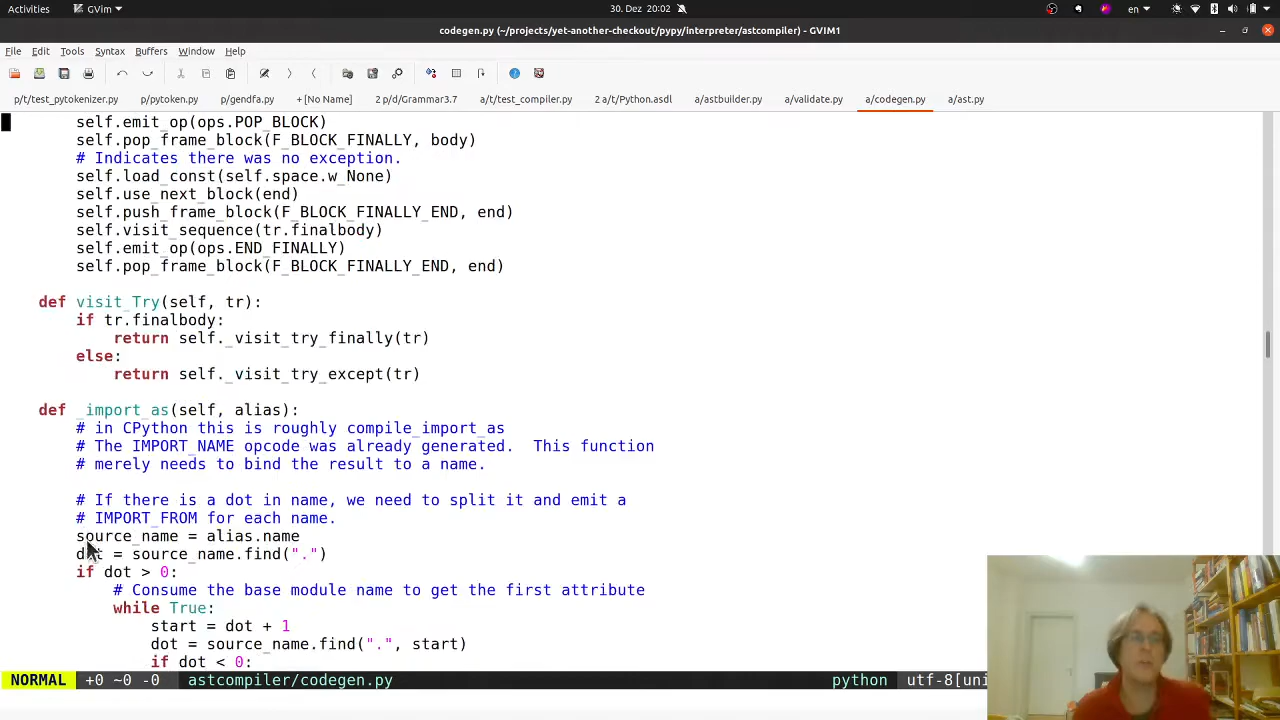 Activities GVim 30. Dez 20:02 en
codegen.py (~/projects/yet-another-checkout/pypy/interpreter/astcompiler) - GVIM1
File Edit Tools Syntax Buffers Window Help
p/t/test_pytokenizer.py p/pytoken.py p/gendfa.py + [No Name] 2 p/d/Grammar3.7 a/t/test_compiler.py 2 a/t/Python.asdl a/astbuilder.py a/validate.py a/codegen.py a/ast.py
self.emit_op(ops.POP_BLOCK)
self.pop_frame_block(F_BLOCK_FINALLY, body)
# Indicates there was no exception.
self.load_const(self.space.w_None)
self.use_next_block(end)
self.push_frame_block(F_BLOCK_FINALLY_END, end)
self.visit_sequence(tr.finalbody)
self.emit_op(ops.END_FINALLY)
self.pop_frame_block(F_BLOCK_FINALLY_END, end)
def visit_Try(self, tr):
if tr.finalbody:
return self._visit_try_finally(tr)
else:
return self._visit_try_except(tr)
def _import_as(self, alias):
# in CPython this is roughly compile_import_as
# The IMPORT_NAME opcode was already generated.  This function
# merely needs to bind the result to a name.
# If there is a dot in name, we need to split it and emit a
# IMPORT_FROM for each name.
source_name = alias.name
dot = source_name.find(".")
if dot > 0:
# Consume the base module name to get the first attribute
while True:
start = dot + 1
dot = source_name.find(".", start)
if dot < 0:
NORMAL +0 ~0 -0 astcompiler/codegen.py python utf-8[uni